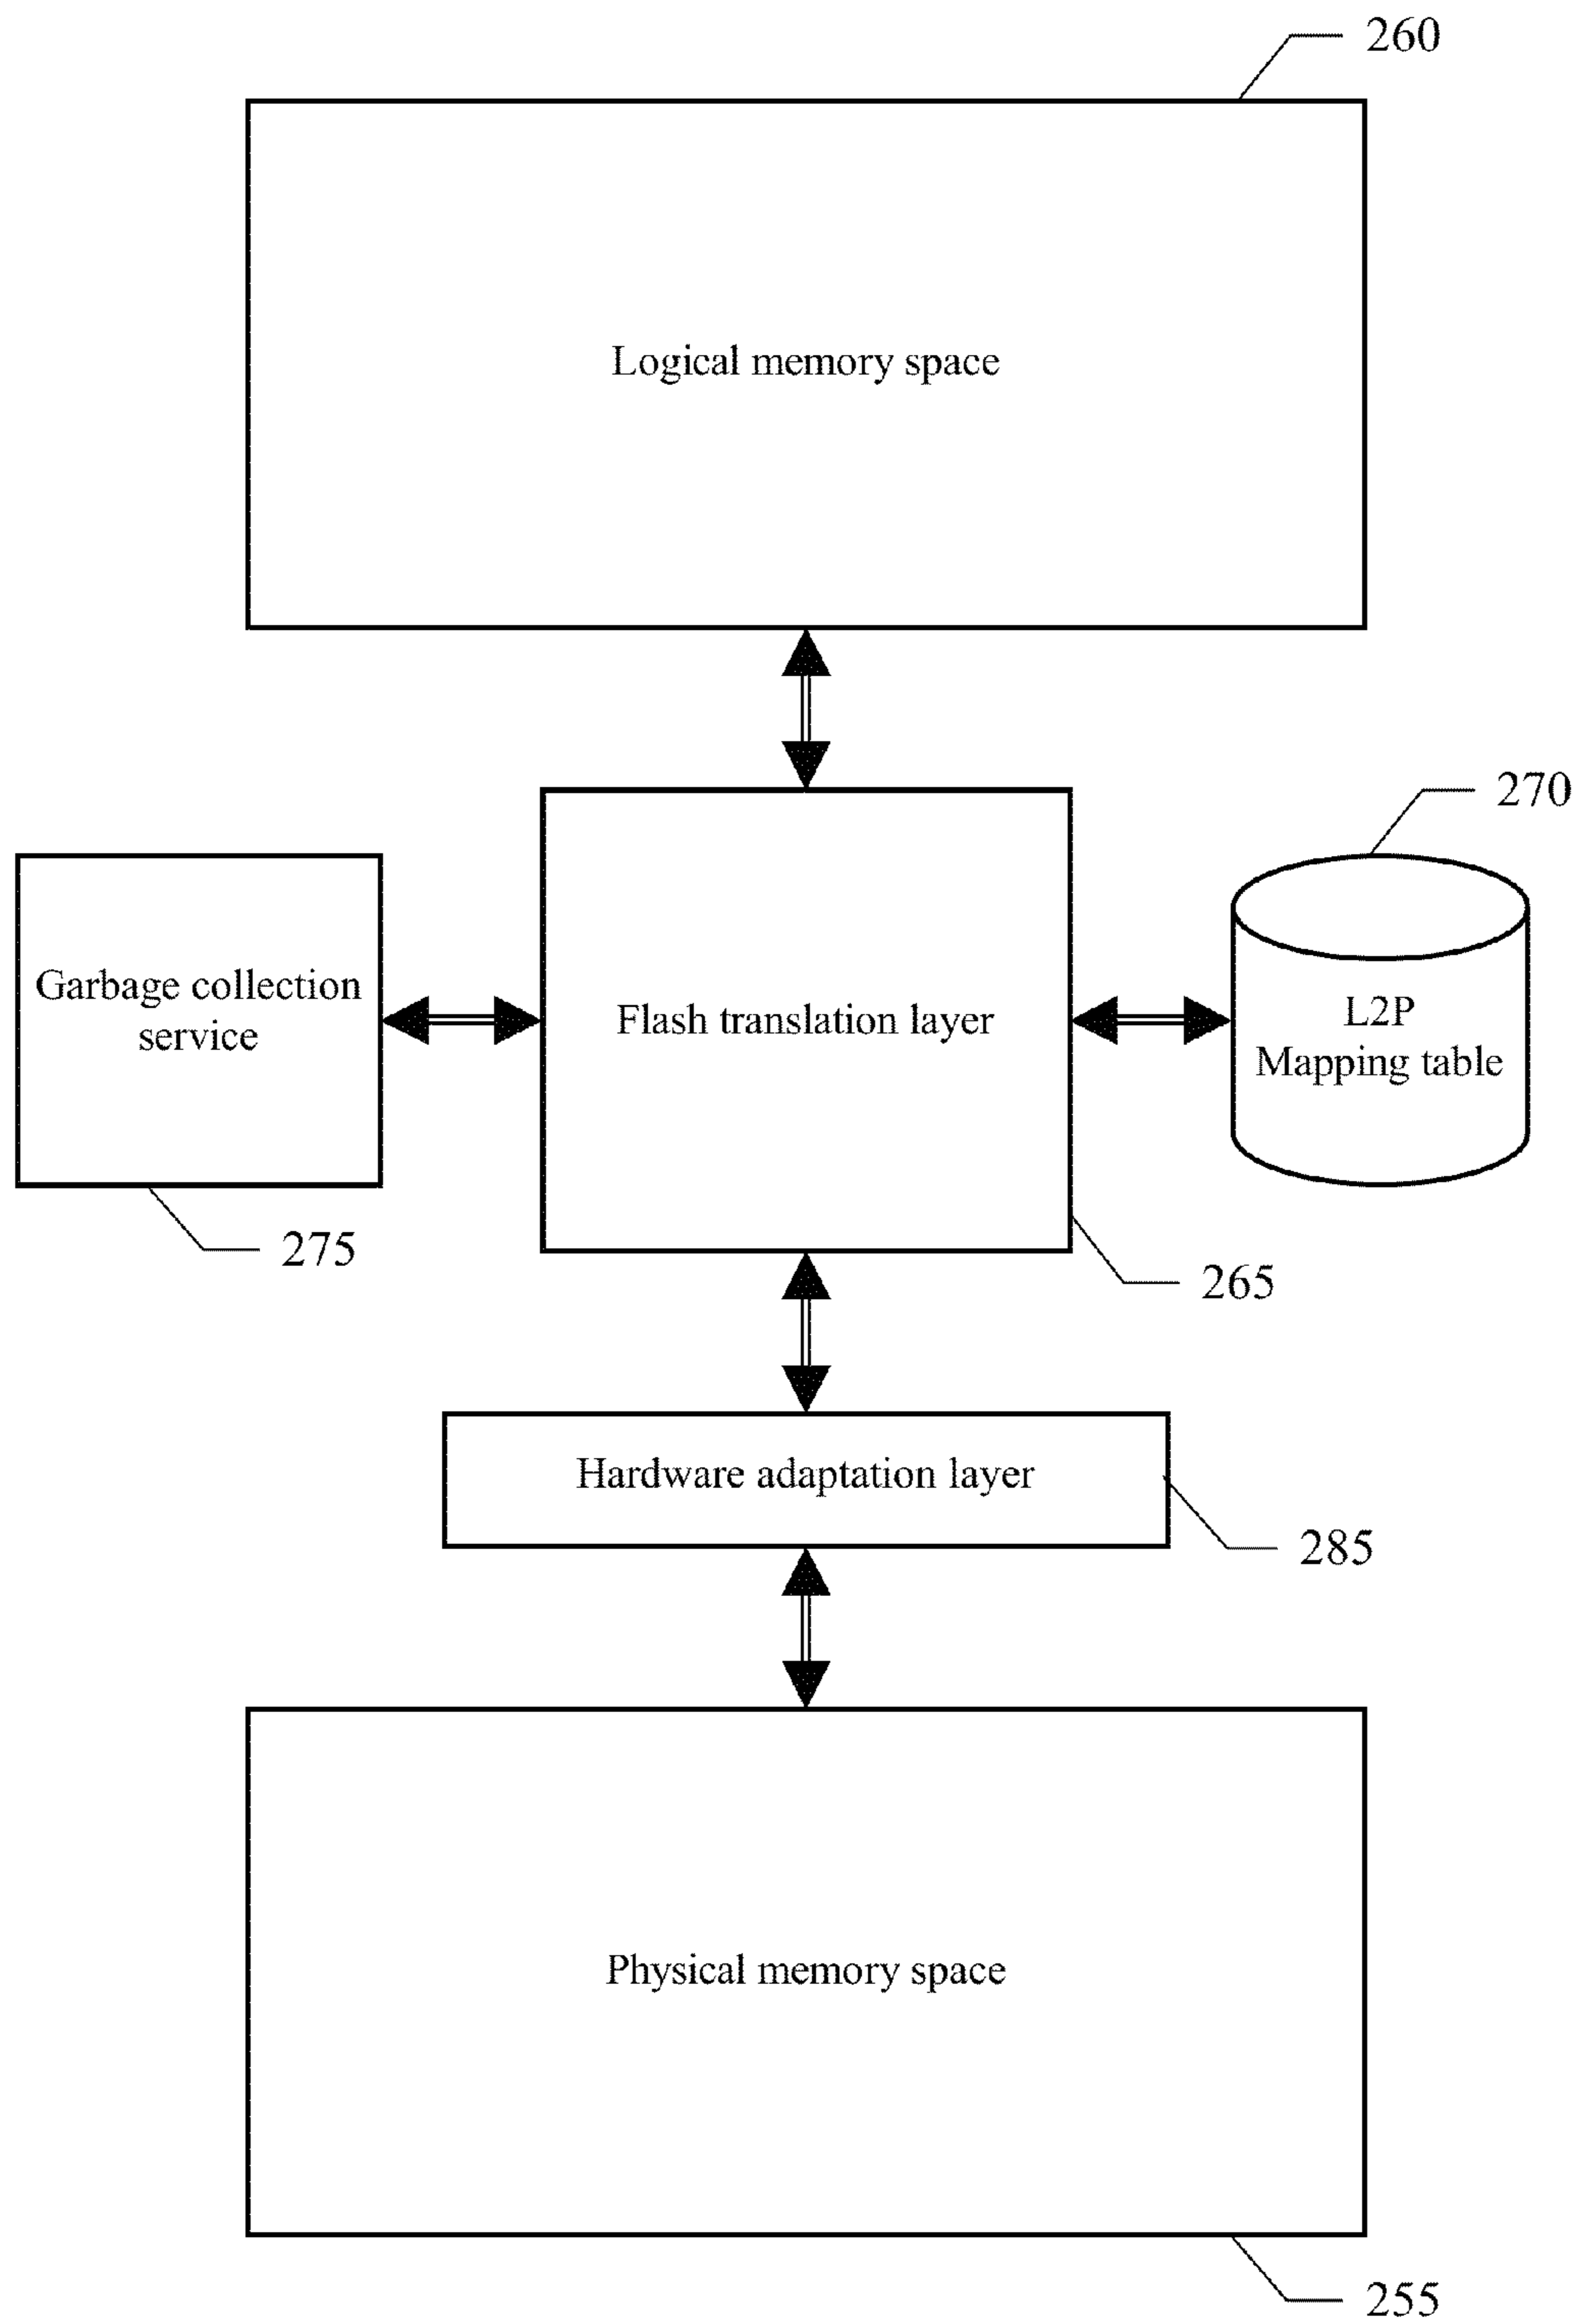 260
Logical memory space
270
Garbage collection
service
Flash translation layer
L2P
Mapping table
275
265
Hardware adaptation layer
285
Physical memory space
255